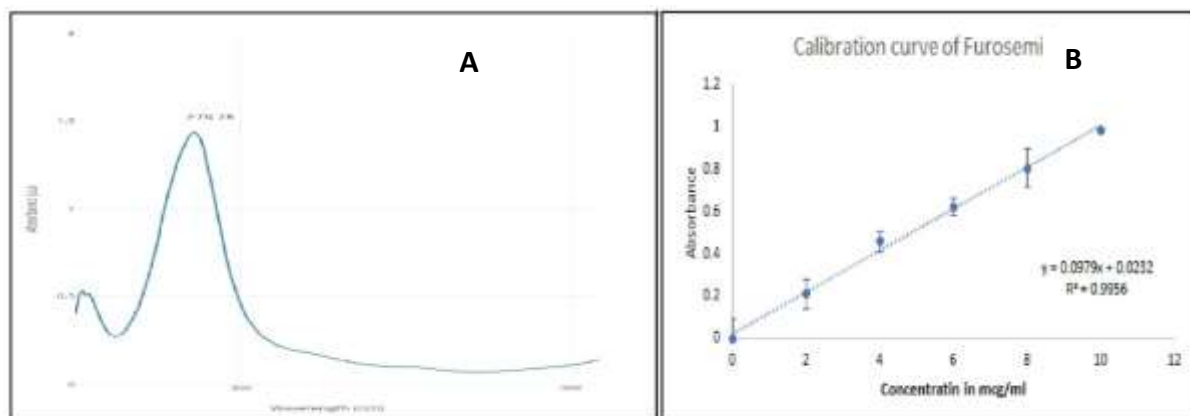 A
1
Calibration curve of Furosemi
B
1.2
1
0.8
0.6
0.4
0.2
0
0 2 4 6 8 10 12
Absorbance
y = 0.0979x + 0.0232
R² = 0.9956
Concentratin in mcg/ml